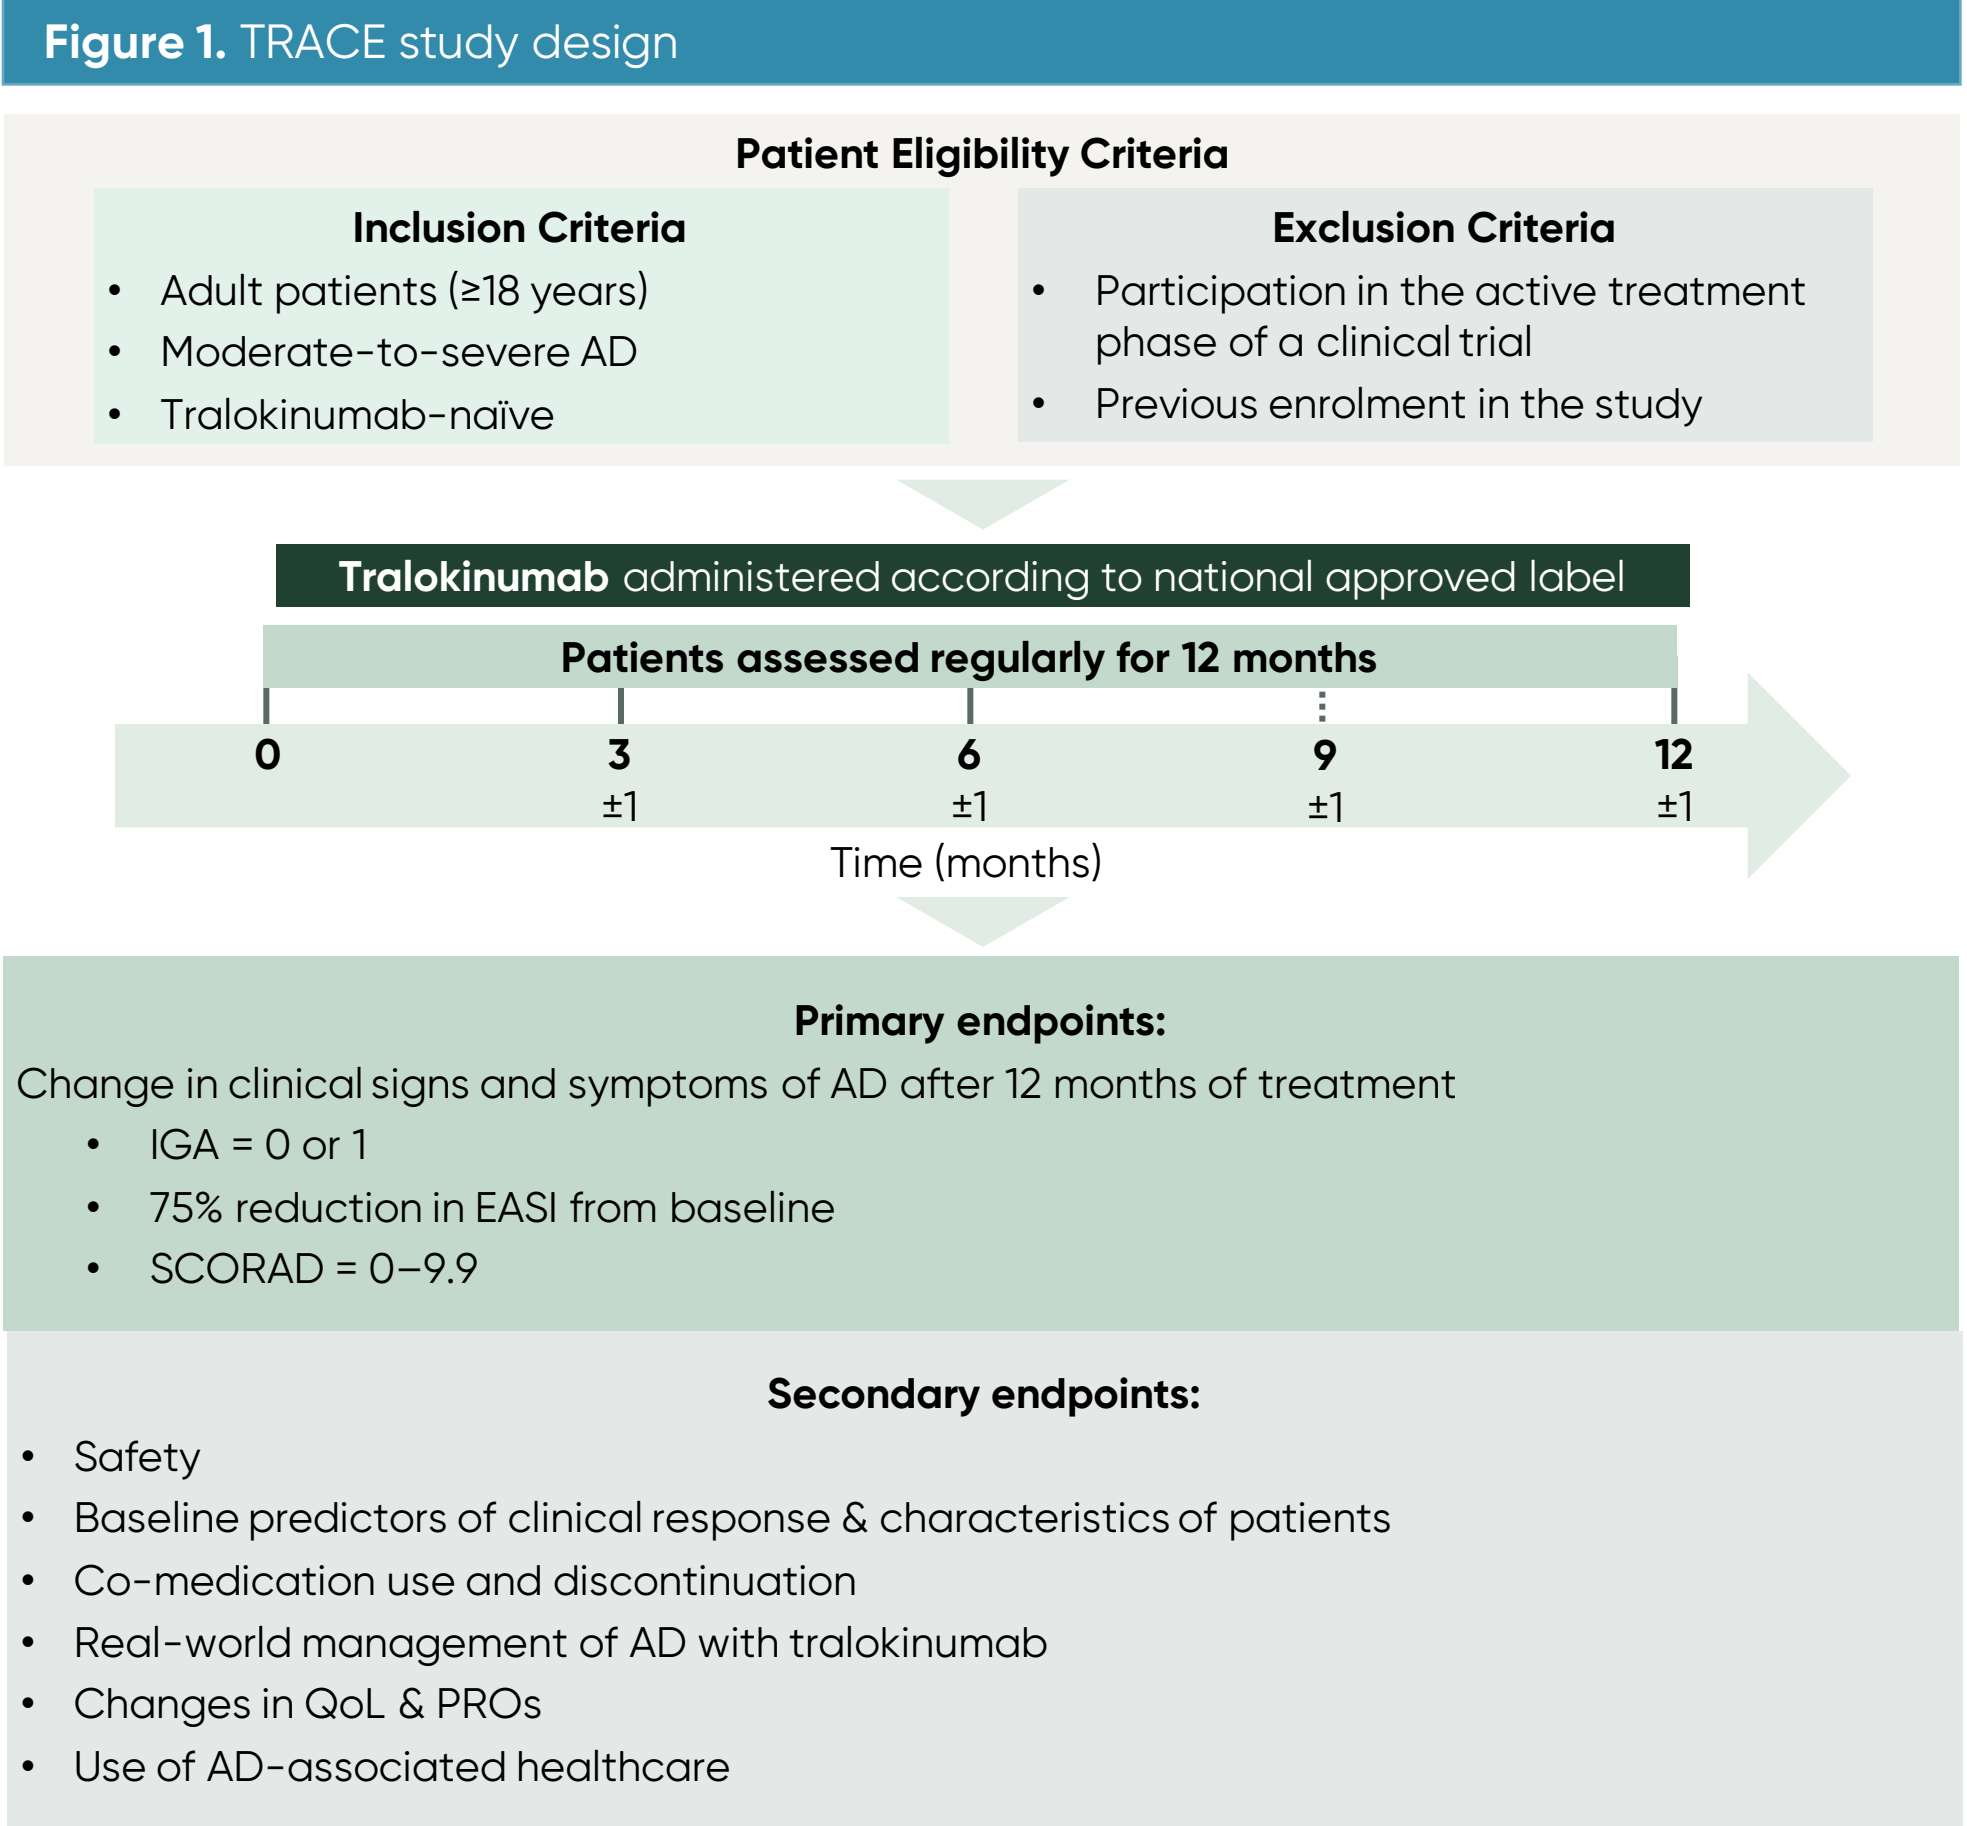 Figure 1. TRACE study design
Patient Eligibility Criteria
Inclusion Criteria
• Adult patients (≥18 years)
• Moderate-to-severe AD
• Tralokinumab-naïve
Exclusion Criteria
• Participation in the active treatment
phase of a clinical trial
• Previous enrolment in the study
Tralokinumab administered according to national approved label
Patients assessed regularly for 12 months
0 3 6 9 12
±1 ±1 ±1 ±1
Time (months)
Primary endpoints:
Change in clinical signs and symptoms of AD after 12 months of treatment
• IGA = 0 or 1
• 75% reduction in EASI from baseline
• SCORAD = 0–9.9
Secondary endpoints:
• Safety
• Baseline predictors of clinical response & characteristics of patients
• Co-medication use and discontinuation
• Real-world management of AD with tralokinumab
• Changes in QoL & PROs
• Use of AD-associated healthcare